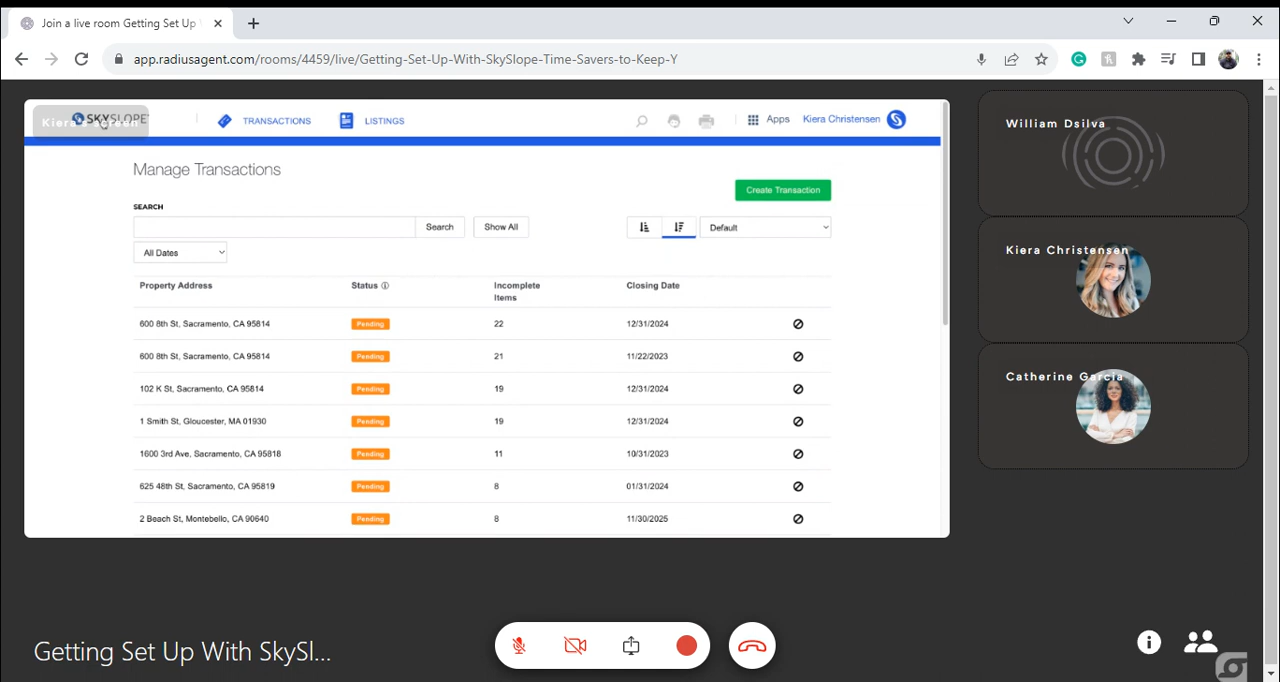 Join a live room Getting Set Up
app.radiusagent.com/rooms/4459/live/Getting-Set-Up-With-SkySlope-Time-Savers-to-Keep-Y
Kiera's screen
SKYSLOPE
TRANSACTIONS
LISTINGS
Apps
Kiera Christensen
Manage Transactions
Create Transaction
SEARCH
Search
Show All
Default
All Dates
Property Address Status Incomplete Items Closing Date
600 8th St, Sacramento, CA 95814 Pending 22 12/31/2024
600 8th St, Sacramento, CA 95814 Pending 21 11/22/2023
102 K St, Sacramento, CA 95814 Pending 19 12/31/2024
1 Smith St, Gloucester, MA 01930 Pending 19 12/31/2024
1600 3rd Ave, Sacramento, CA 95818 Pending 11 10/31/2023
625 48th St, Sacramento, CA 95819 Pending 8 01/31/2024
2 Beach St, Montebello, CA 90640 Pending 8 11/30/2025
William Dsilva
Kiera Christensen
Catherine Garcia
Getting Set Up With SkySl...